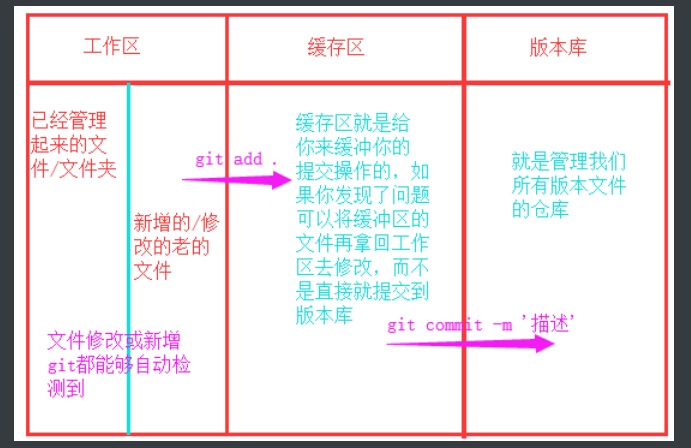 工作区
缓存区
版本库
已经管理
起来的文
件/文件夹
新增的/修
改的老的
文件
文件修改或新增
git都能够自动检
测到
git add .
缓存区就是给
你来缓冲你的
提交操作的，如
果你发现了问题
可以将缓冲区的
文件再拿回工作
区去修改，而不
是直接就提交到
版本库
git commit -m '描述'
就是管理我们
所有版本文件
的仓库